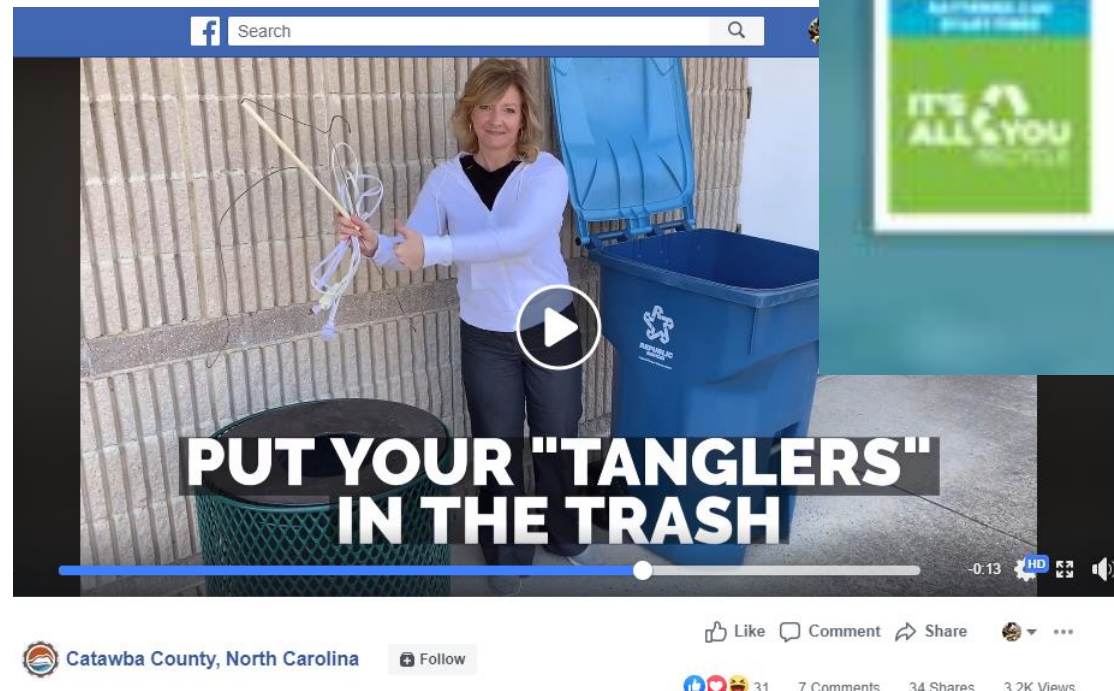 Search
IT'S
ALL YOU
RECYCLE
REPUBLIC
PUT YOUR "TANGLERS"
IN THE TRASH
-0:13
HD
Like
Comment
Share
Catawba County, North Carolina
Follow
31
7 Comments
34 Shares
3.2K Views